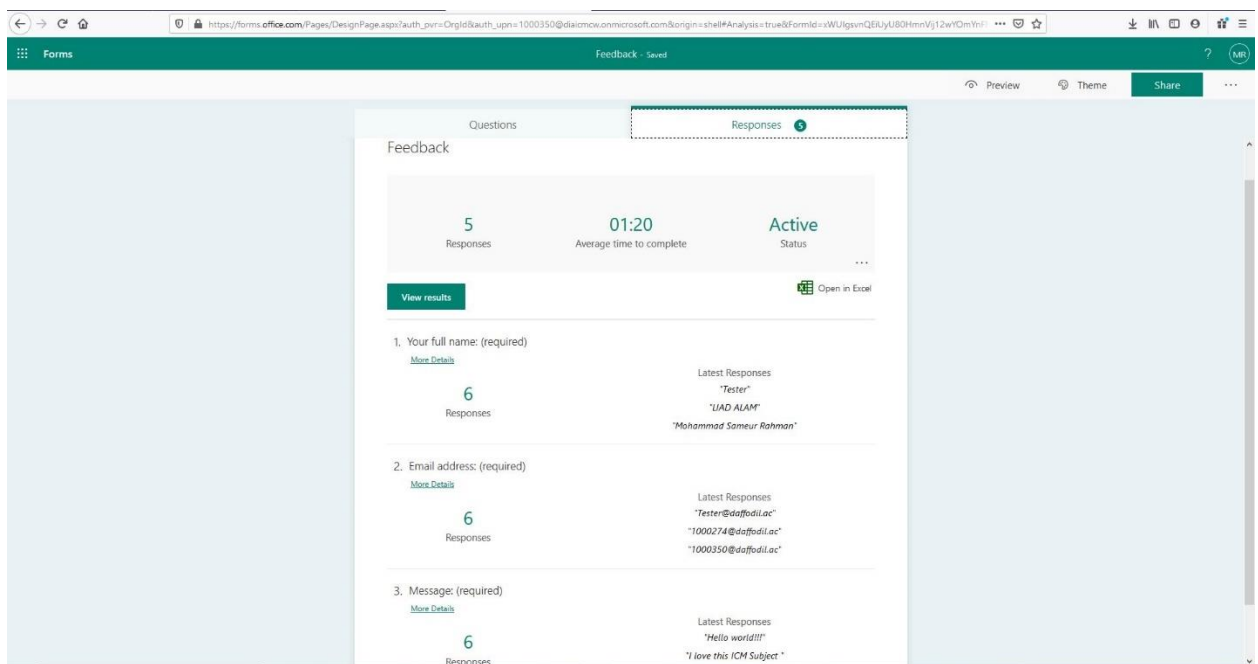 https://forms.office.com/Pages/DesignPage.aspx?auth_pvr=OrgId&auth_upn=1000350@diaicmcw.onmicrosoft.com&origin=shell#Analysis=true&FormId=
Forms
Feedback - Saved
? MR
Preview Theme Share ...
Questions Responses 5
Feedback
5 01:20 Active
Responses Average time to complete Status
...
Open in Excel
View results
1. Your full name: (required)
More Details
Latest Responses
6 "Tester"
Responses "IJAD ALAM"
"Mohammad Sameur Rahman"
2. Email address: (required)
More Details
Latest Responses
6 "Tester@daffodil.ac"
Responses "1000274@daffodil.ac"
"1000350@daffodil.ac"
3. Message: (required)
More Details
Latest Responses
6 "Hello world!!!"
Responses "I love this ICM Subject "